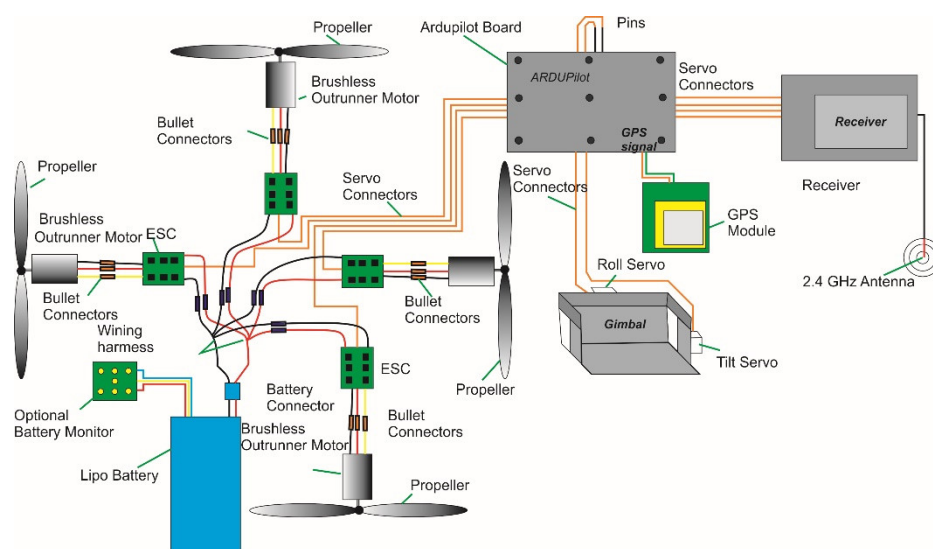 Propeller
Ardupilot Board
Pins
ARDUPilot
Servo
Connectors
Brushless
Outrunner Motor
Bullet
Connectors
GPS
signal
Receiver
Receiver
Propeller
Servo
Connectors
Servo
Connectors
GPS
Module
Brushless
Outrunner Motor
ESC
2.4 GHz Antenna
Roll Servo
Bullet
Connectors
Bullet
Connectors
Gimbal
Tilt Servo
Wining
harness
ESC
Propeller
Optional
Battery Monitor
Battery
Connector
Brushless
Outrunner Motor
Bullet
Connectors
Lipo Battery
Propeller